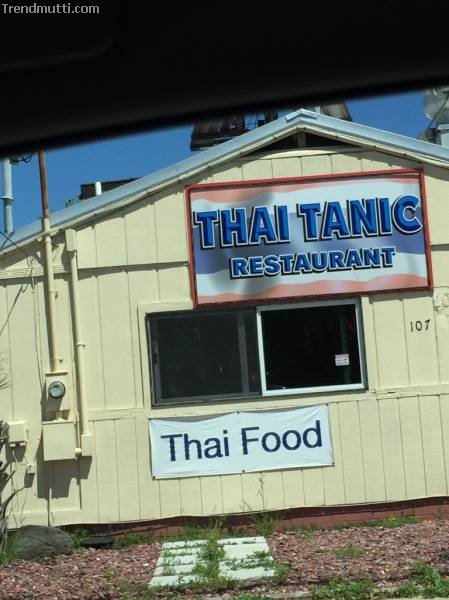 Trendmutti.com
THAI TANIC
RESTAURANT
107
Thai Food